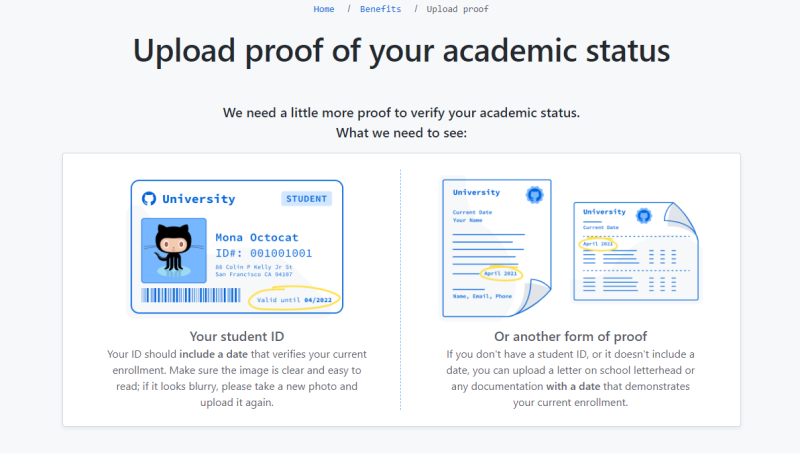 Home / Benefits / Upload proof
Upload proof of your academic status
We need a little more proof to verify your academic status.
What we need to see:
University
STUDENT
Mona Octocat
ID#: 001001001
88 Colin P Kelly Jr St
San Francisco CA 94107
Valid until 04/2023
University
Current Date
Your Name
April 2021
Name, Email, Phone
University
Current Date
April 2021
Your student ID
Your ID should include a date that verifies your current
enrollment. Make sure the image is clear and easy to
read; if it looks blurry, please take a new photo and
upload it again.
Or another form of proof
If you don't have a student ID, or it doesn't include a
date, you can upload a letter on school letterhead or
any documentation with a date that demonstrates
your current enrollment.